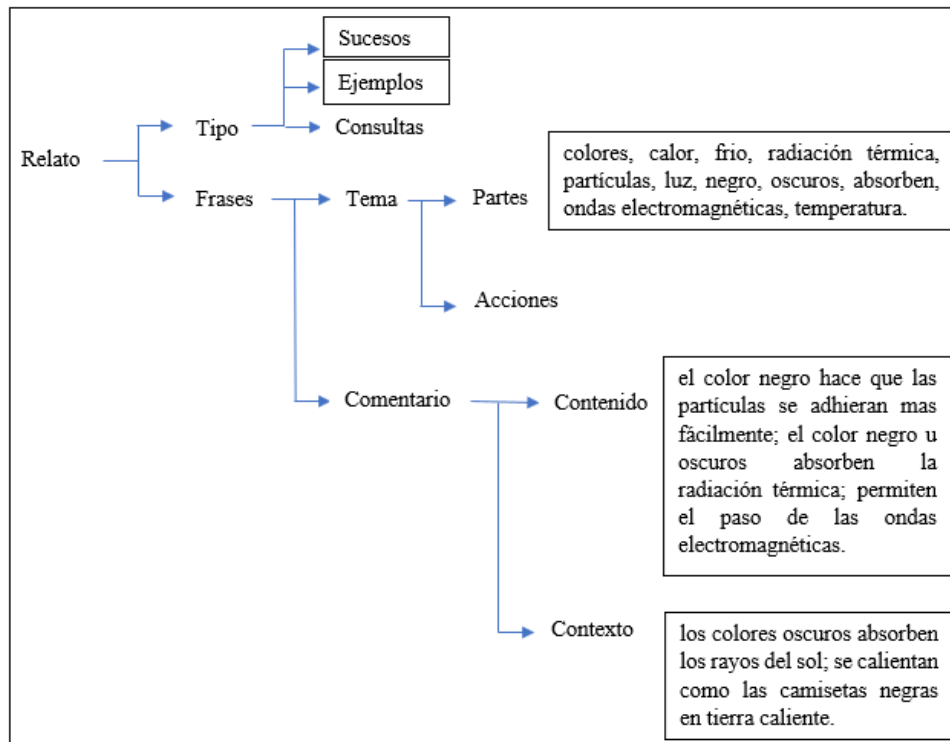 Sucesos
Ejemplos
Tipo
Consultas
Relato
colores, calor, frio, radiación térmica,
partículas, luz, negro, oscuros, absorben,
ondas electromagnéticas, temperatura.
Frases
Tema
Partes
Acciones
Comentario
Contenido
el color negro hace que las
partículas se adhieran mas
fácilmente; el color negro u
oscuros absorben la
radiación térmica; permiten
el paso de las ondas
electromagnéticas.
Contexto
los colores oscuros absorben
los rayos del sol; se calientan
como las camisetas negras
en tierra caliente.